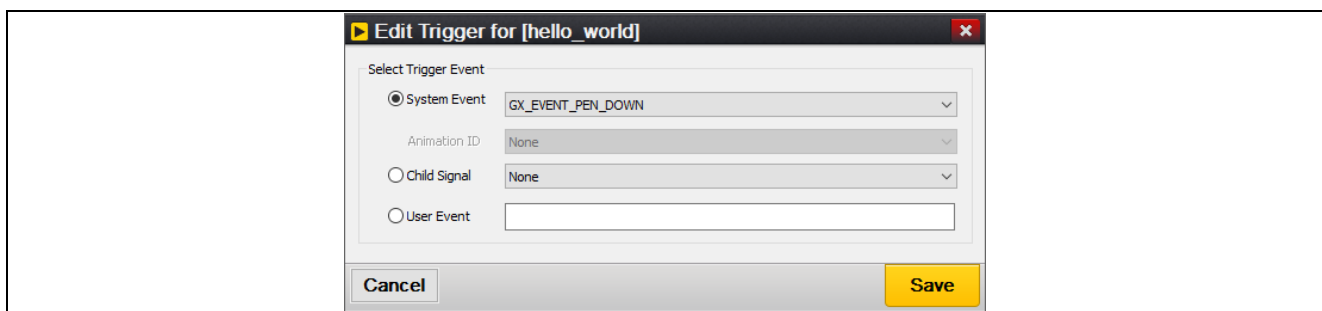 Edit Trigger for [hello_world]
Select Trigger Event
System Event GX_EVENT_PEN_DOWN
Animation ID None
Child Signal None
User Event
Cancel Save